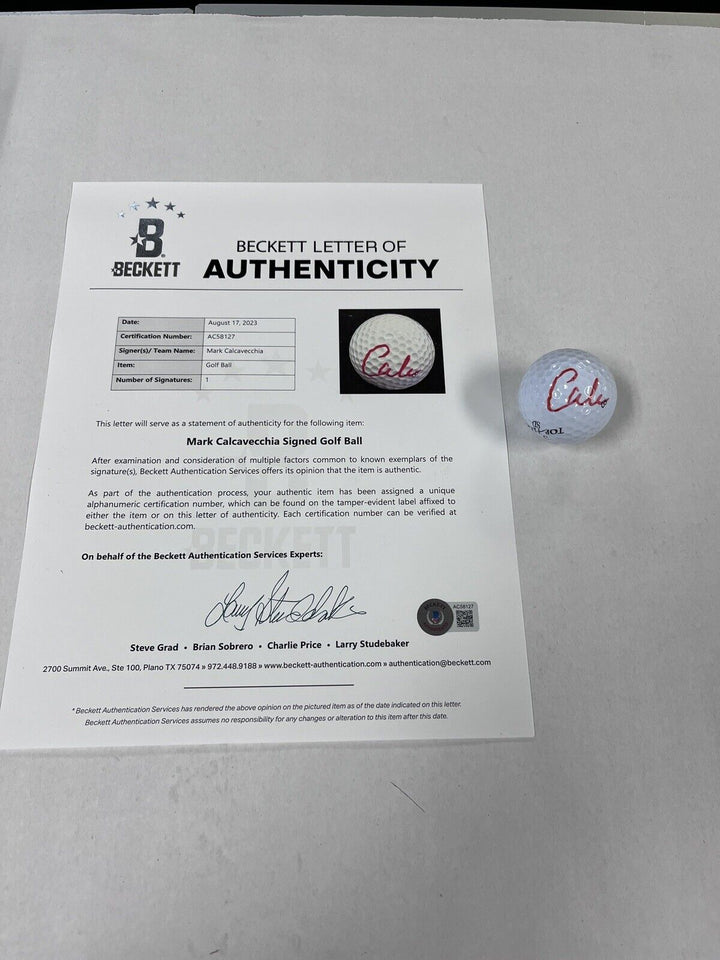 B
BECKETT
BECKETT LETTER OF
AUTHENTICITY
Date: August 17, 2023
Certification Number: AC58127
Signer(s)/ Team Name: Mark Calcavecchia
Item: Golf Ball
Number of Signatures: 1
Calc
Calc
This letter will serve as a statement of authenticity for the following item:
Mark Calcavecchia Signed Golf Ball
After examination and consideration of multiple factors common to known exemplars of the
signature(s), Beckett Authentication Services offers its opinion that the item is authentic.
As part of the authentication process, your authentic item has been assigned a unique
alphanumeric certification number, which can be found on the tamper-evident label affixed to
either the item or on this letter of authenticity. Each certification number can be verified at
beckett-authentication.com.
BECKETT
On behalf of the Beckett Authentication Services Experts:
Larry Studebaker
BECKETT
AC58127
Steve Grad • Brian Sobrero • Charlie Price • Larry Studebaker
2700 Summit Ave., Ste 100, Plano TX 75074 » 972.448.9188 » www.beckett-authentication.com » authentication@beckett.com
*Beckett Authentication Services has rendered the above opinion on the pictured item as of the date indicated on this letter.
Beckett Authentication Services assumes no responsibility for any changes or alteration to this item after this date.